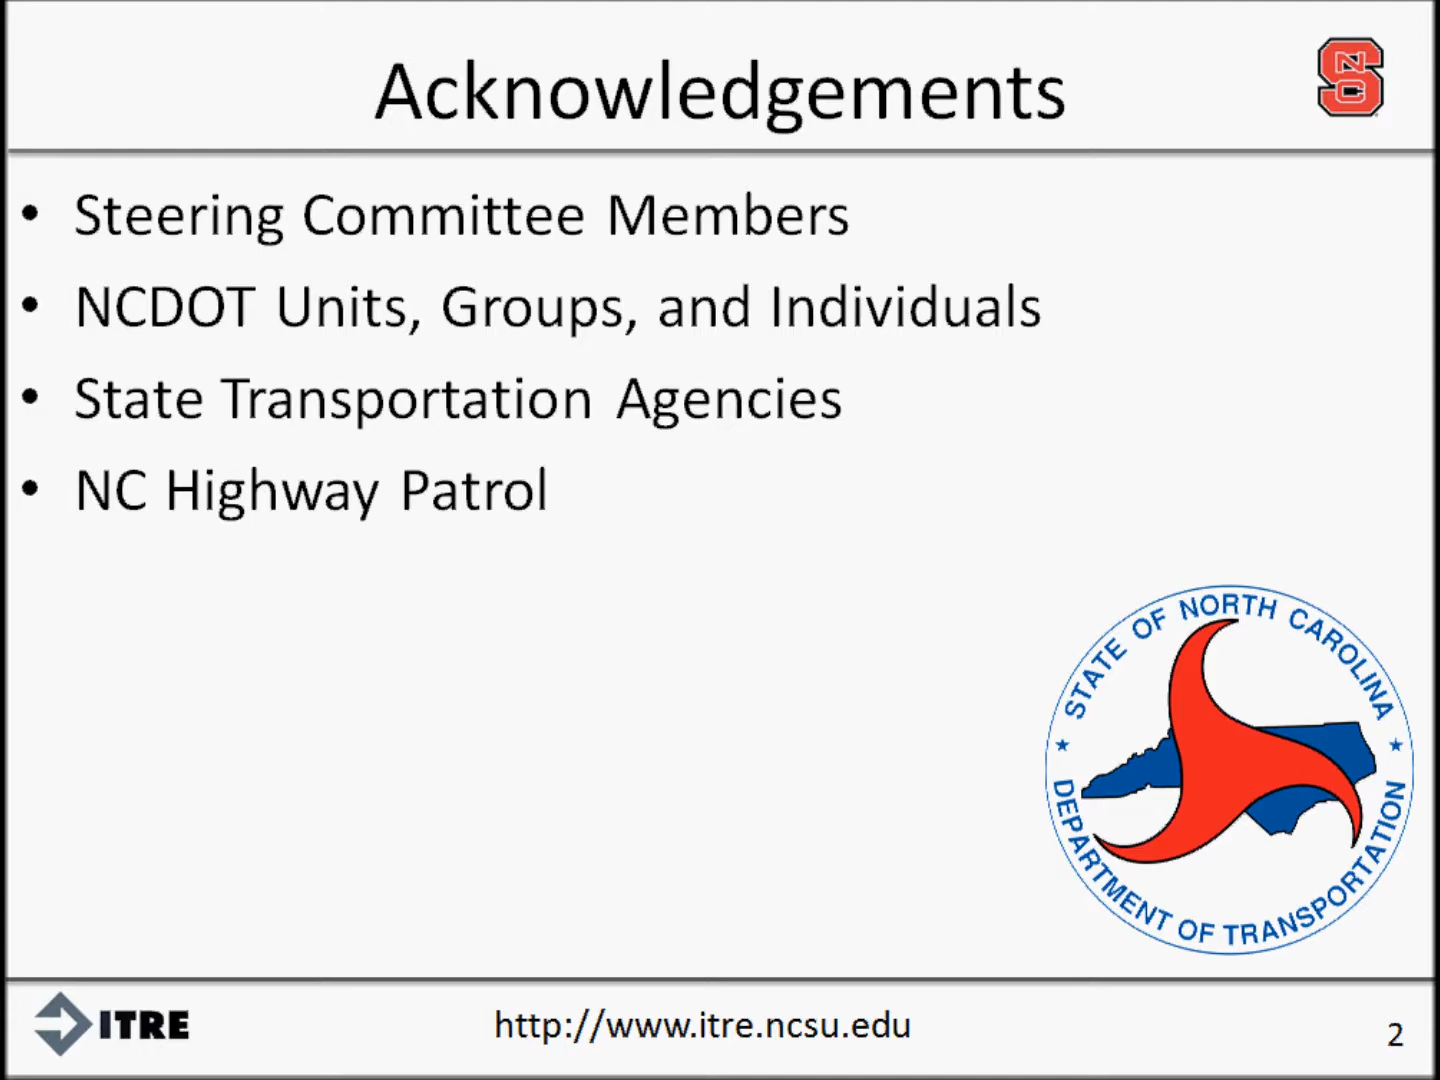 Acknowledgements
NCS
• Steering Committee Members
• NCDOT Units, Groups, and Individuals
• State Transportation Agencies
• NC Highway Patrol
STATE OF NORTH CAROLINA
DEPARTMENT OF TRANSPORTATION
ITRE
http://www.itre.ncsu.edu
2